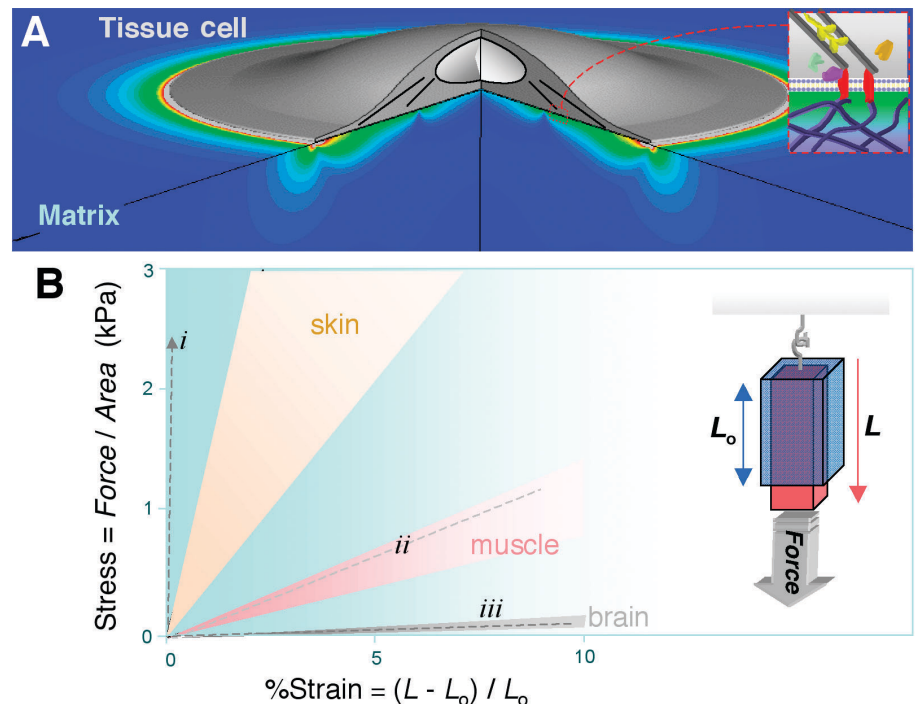 A
Tissue cell
Matrix
B
Stress = Force / Area (kPa)
3
2
1
0
i
skin
ii
muscle
iii
brain
0
5
10
%Strain = (L - Lo) / Lo
Lo
L
Force